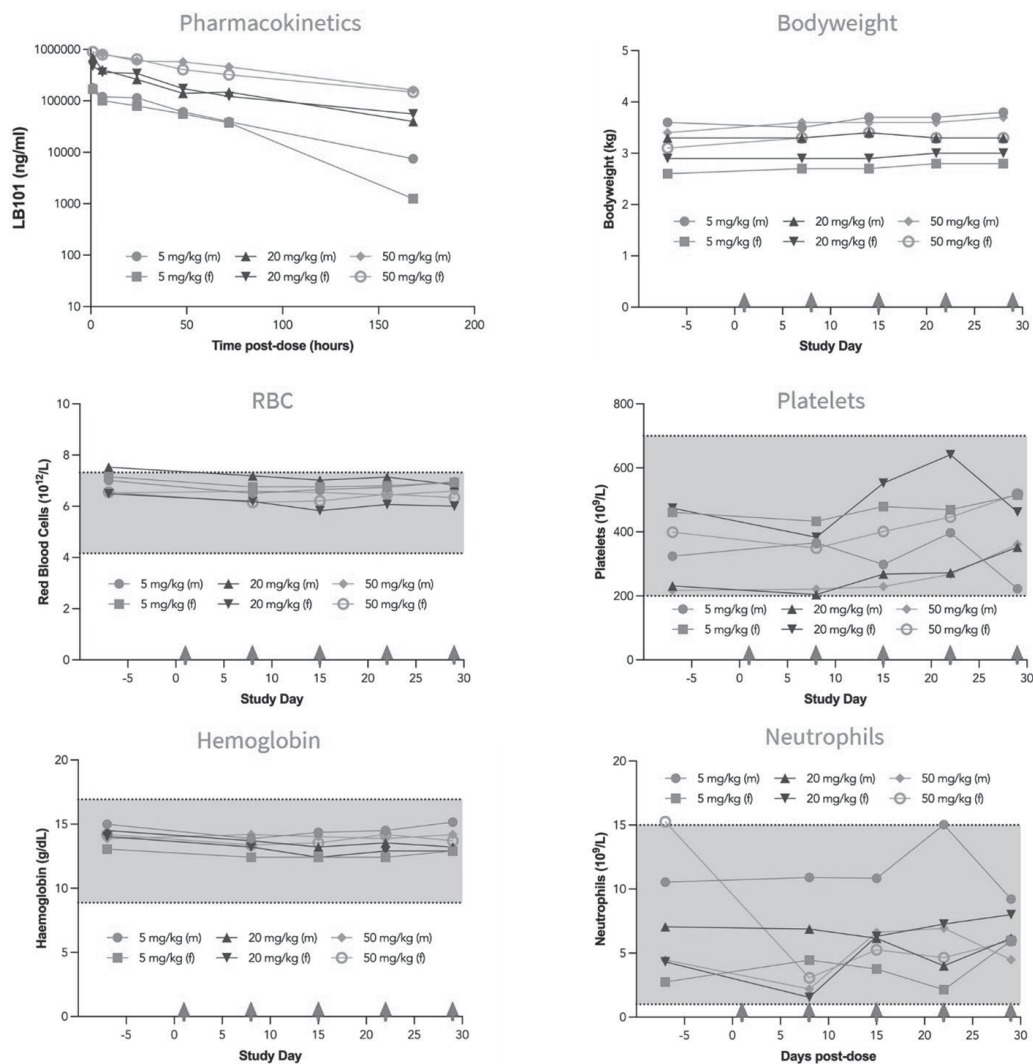 Pharmacokinetics
LB101 (ng/ml)
1000000
100000
10000
1000
100
10
5 mg/kg (m) 20 mg/kg (m) 50 mg/kg (m)
5 mg/kg (f) 20 mg/kg (f) 50 mg/kg (f)
0 50 100 150 200
Time post-dose (hours)
Bodyweight
Bodyweight (kg)
5
4
3
2
1
0
5 mg/kg (m) 20 mg/kg (m) 50 mg/kg (m)
5 mg/kg (f) 20 mg/kg (f) 50 mg/kg (f)
-5 0 5 10 15 20 25 30
Study Day
RBC
Red Blood Cells (10¹²/L)
10
8
6
4
2
0
5 mg/kg (m) 20 mg/kg (m) 50 mg/kg (m)
5 mg/kg (f) 20 mg/kg (f) 50 mg/kg (f)
-5 0 5 10 15 20 25 30
Study Day
Platelets
Platelets (10⁹/L)
800
600
400
200
0
5 mg/kg (m) 20 mg/kg (m) 50 mg/kg (m)
5 mg/kg (f) 20 mg/kg (f) 50 mg/kg (f)
-5 0 5 10 15 20 25 30
Study Day
Hemoglobin
Haemoglobin (g/dL)
20
15
10
5
0
5 mg/kg (m) 20 mg/kg (m) 50 mg/kg (m)
5 mg/kg (f) 20 mg/kg (f) 50 mg/kg (f)
-5 0 5 10 15 20 25 30
Study Day
Neutrophils
Neutrophils (10⁹/L)
20
15
10
5
0
5 mg/kg (m) 20 mg/kg (m) 50 mg/kg (m)
5 mg/kg (f) 20 mg/kg (f) 50 mg/kg (f)
-5 0 5 10 15 20 25 30
Days post-dose